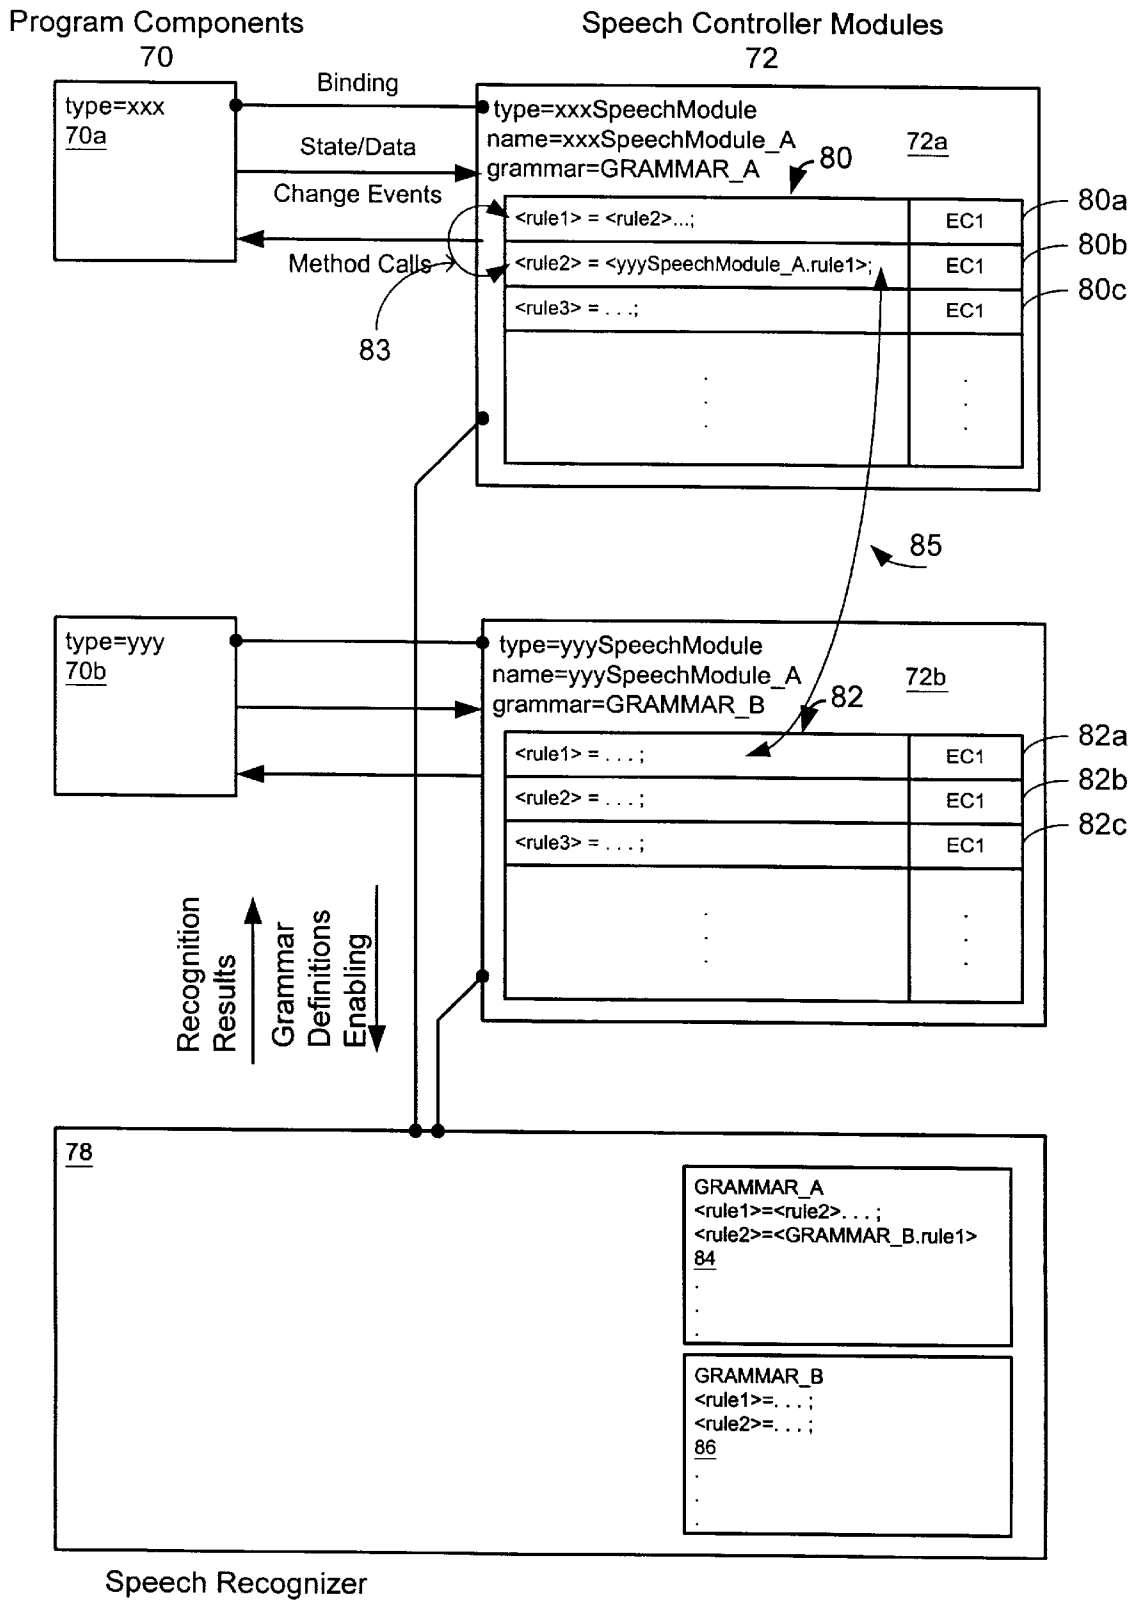 Program Components
70
Speech Controller Modules
72
type=xxx
70a
Binding
State/Data
Change Events
Method Calls
83
type=xxxSpeechModule
name=xxxSpeechModule_A
grammar=GRAMMAR_A
72a
80
<rule1> = <rule2>...;
EC1
80a
<rule2> = <yyySpeechModule_A.rule1>;
EC1
80b
<rule3> = . . .;
EC1
80c
.
.
.
.
.
.
85
type=yyy
70b
type=yyySpeechModule
name=yyySpeechModule_A
grammar=GRAMMAR_B
72b
82
<rule1> = . . . ;
EC1
82a
<rule2> = . . . ;
EC1
82b
<rule3> = . . . ;
EC1
82c
.
.
.
.
.
.
Recognition
Results
Grammar
Definitions
Enabling
78
GRAMMAR_A
<rule1>=<rule2>. . . ;
<rule2>=<GRAMMAR_B.rule1>
84
.
.
.
GRAMMAR_B
<rule1>=. . . ;
<rule2>=. . . ;
86
.
.
.
Speech Recognizer